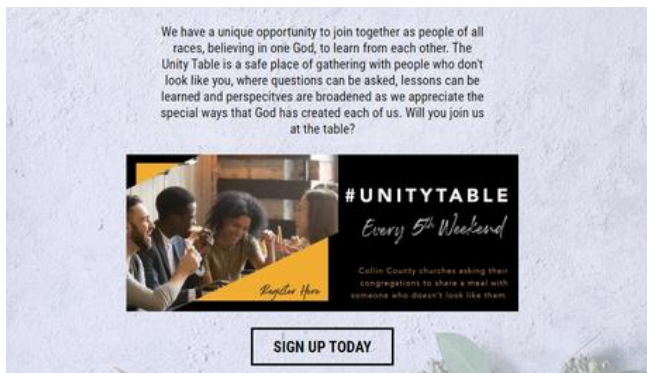 We have a unique opportunity to join together as people of all
races, believing in one God, to learn from each other. The
Unity Table is a safe place of gathering with people who don't
look like you, where questions can be asked, lessons can be
learned and perspecitves are broadened as we appreciate the
special ways that God has created each of us. Will you join us
at the table?
#UNITYTABLE
Every 5th Weekend
Collin County churches asking their
congregations to share a meal with
someone who doesn't look like them.
Register Here
SIGN UP TODAY